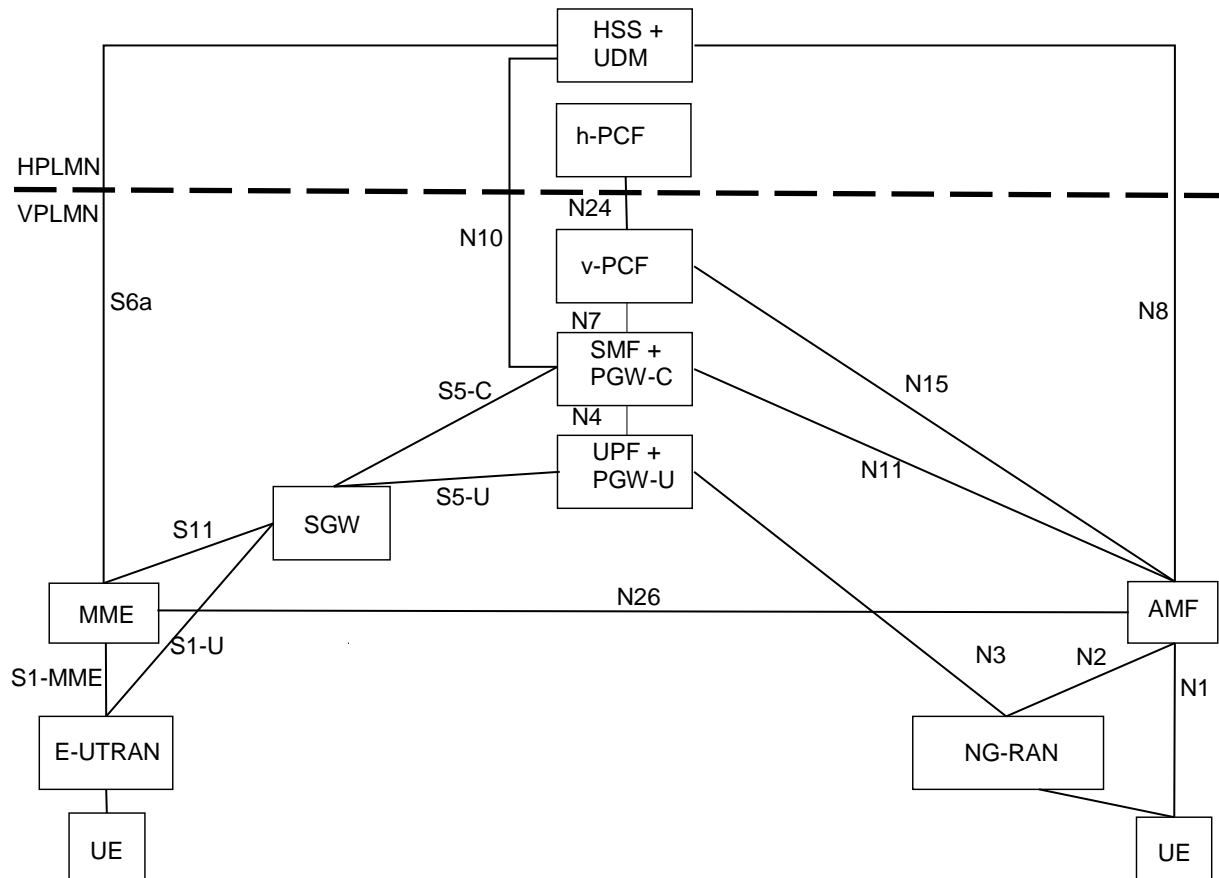 HSS +
UDM
h-PCF
HPLMN
VPLMN
N24
N10
v-PCF
S6a
N8
N7
SMF +
PGW-C
S5-C
N15
N4
UPF +
PGW-U
N11
S5-U
SGW
S11
MME
N26
AMF
S1-U
N3
N2
S1-MME
N1
E-UTRAN
NG-RAN
UE
UE